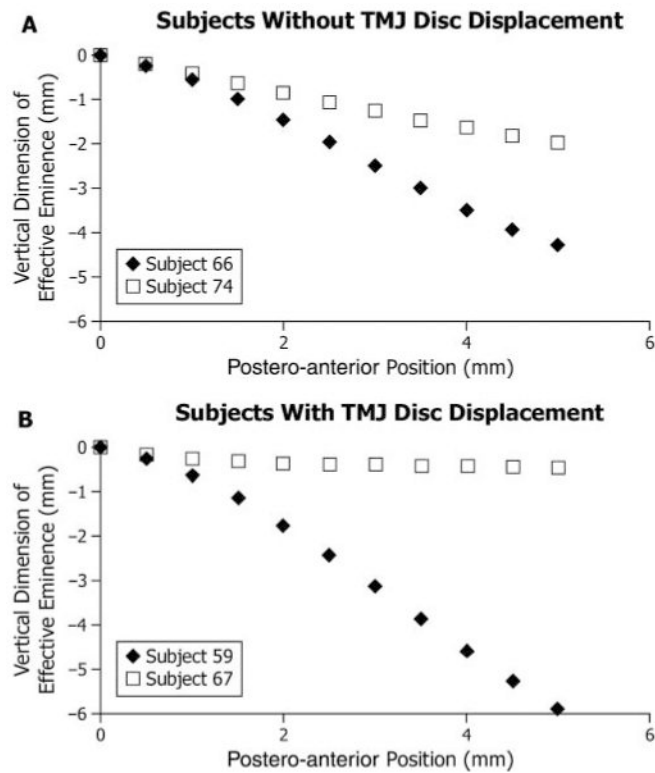 A
Subjects Without TMJ Disc Displacement
Vertical Dimension of
Effective Eminence (mm)
0
−1
−2
−3
−4
−5
−6
Subject 66
Subject 74
0 2 4 6
Postero-anterior Position (mm)
B
Subjects With TMJ Disc Displacement
Vertical Dimension of
Effective Eminence (mm)
0
−1
−2
−3
−4
−5
−6
Subject 59
Subject 67
0 2 4 6
Postero-anterior Position (mm)